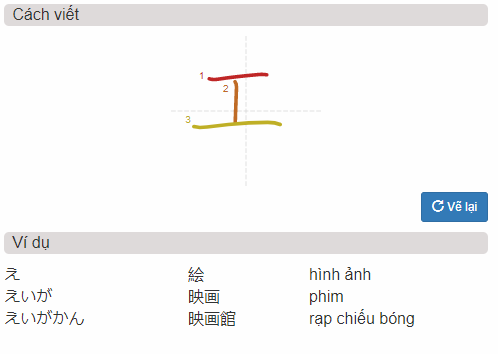 Cách viết
1
2
3
エ
Vẽ lại
Ví dụ
え 絵 hình ảnh
えいが 映画 phim
えいがかん 映画館 rạp chiếu bóng